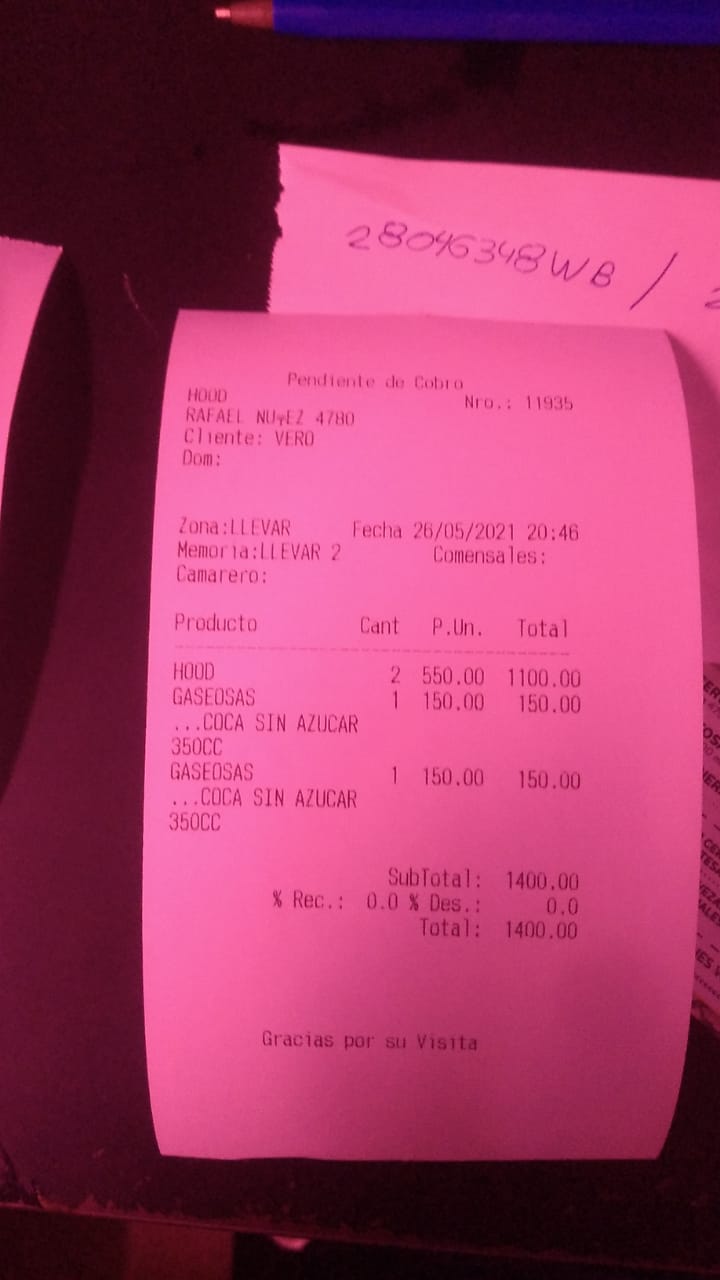 28046348WB /
Pendiente de Cobro
HOOD Nro.: 11935
RAFAEL NU╤EZ 4780
Cliente: VERO
Dom:
Zona:LLEVAR Fecha 26/05/2021 20:46
Memoria:LLEVAR 2 Comensales:
Camarero:
Producto Cant P.Un. Total
HOOD 2 550.00 1100.00
GASEOSAS 1 150.00 150.00
...COCA SIN AZUCAR
350CC
GASEOSAS 1 150.00 150.00
...COCA SIN AZUCAR
350CC
SubTotal: 1400.00
% Rec.: 0.0 % Des.: 0.0
Total: 1400.00
Gracias por su Visita